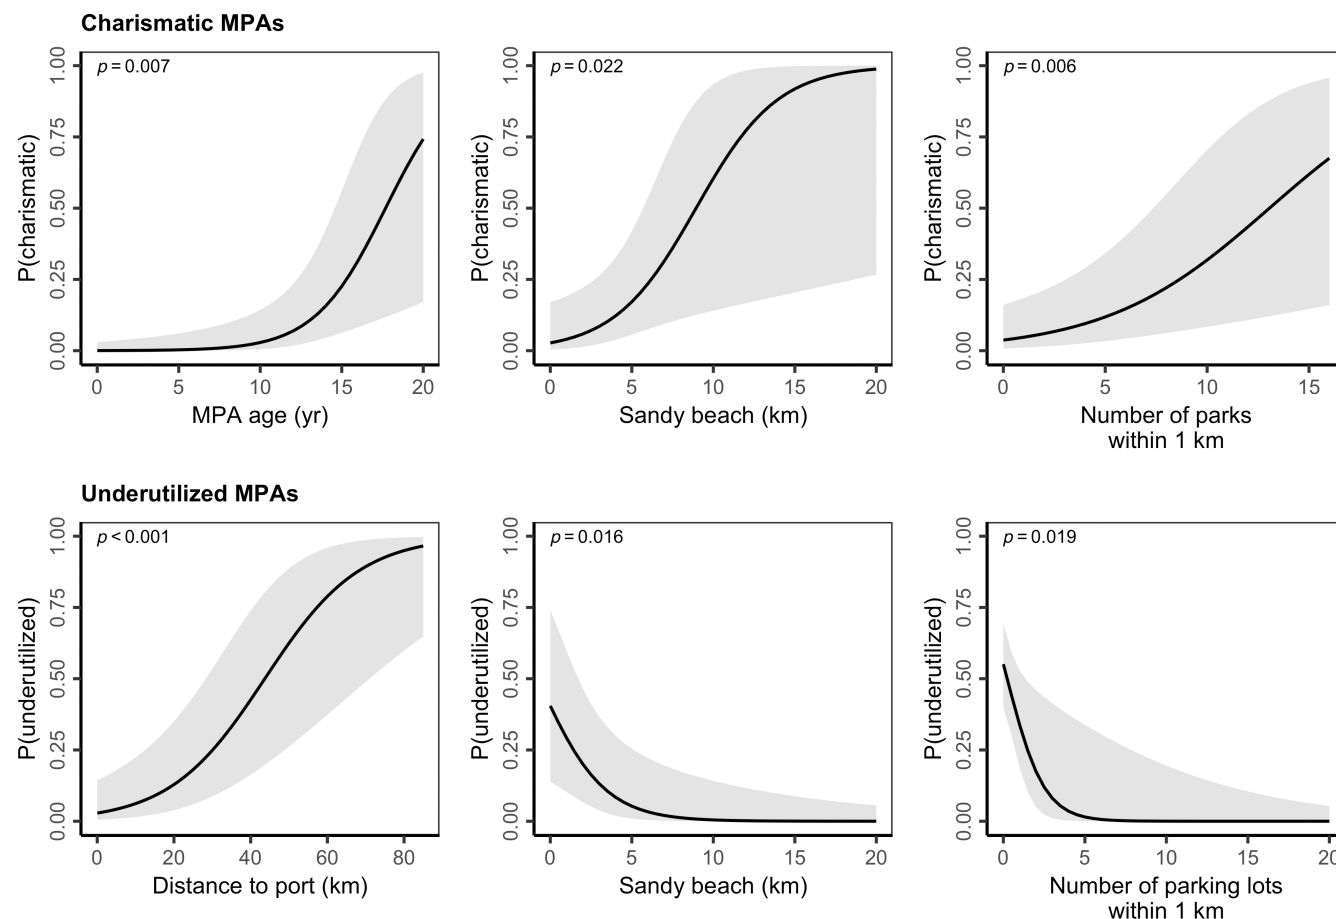 Charismatic MPAs
P(charismatic)
1.00
0.75
0.50
0.25
0.00
p = 0.007
0 5 10 15 20
MPA age (yr)
P(charismatic)
1.00
0.75
0.50
0.25
0.00
p = 0.022
0 5 10 15 20
Sandy beach (km)
P(charismatic)
1.00
0.75
0.50
0.25
0.00
p = 0.006
0 5 10 15
Number of parks
within 1 km
Underutilized MPAs
P(underutilized)
1.00
0.75
0.50
0.25
0.00
p < 0.001
0 20 40 60 80
Distance to port (km)
P(underutilized)
1.00
0.75
0.50
0.25
0.00
p = 0.016
0 5 10 15 20
Sandy beach (km)
P(underutilized)
1.00
0.75
0.50
0.25
0.00
p = 0.019
0 5 10 15 20
Number of parking lots
within 1 km